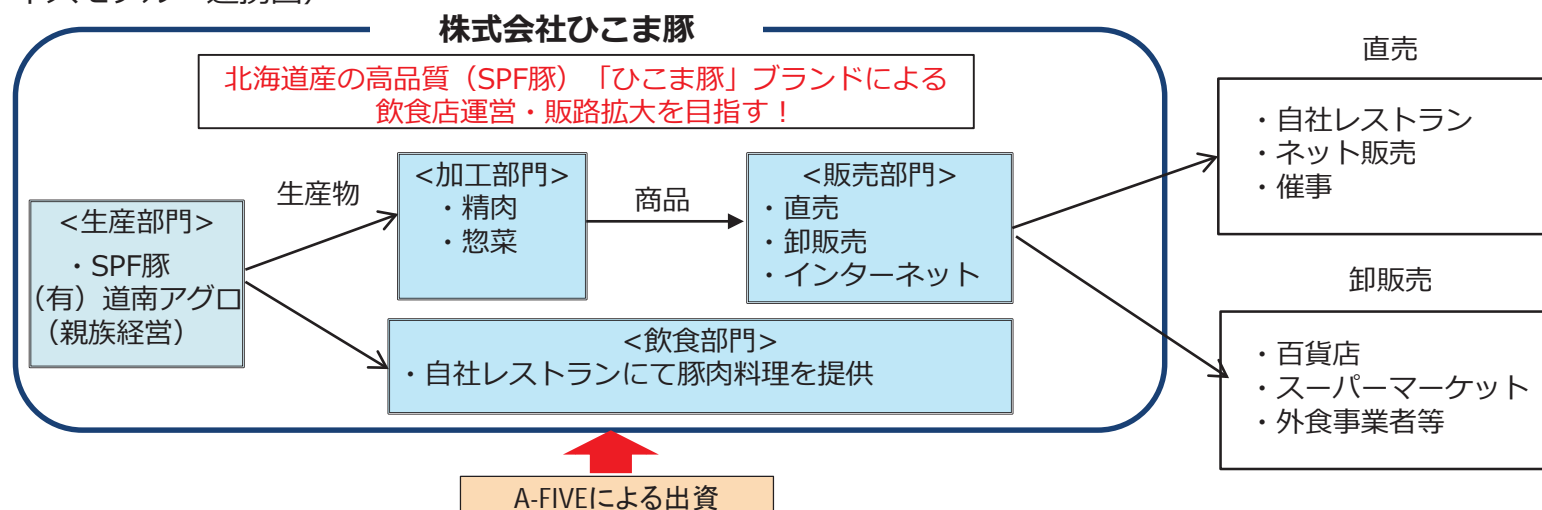 株式会社ひこま豚
北海道産の高品質（SPF豚）「ひこま豚」ブランドによる
飲食店運営・販路拡大を目指す！
<生産部門>
・SPF豚
（有）道南アグロ
（親族経営）
生産物
<加工部門>
・精肉
・惣菜
商品
<販売部門>
・直売
・卸販売
・インターネット
<飲食部門>
・自社レストランにて豚肉料理を提供
直売
・自社レストラン
・ネット販売
・催事
卸販売
・百貨店
・スーパーマーケット
・外食事業者等
A-FIVEによる出資